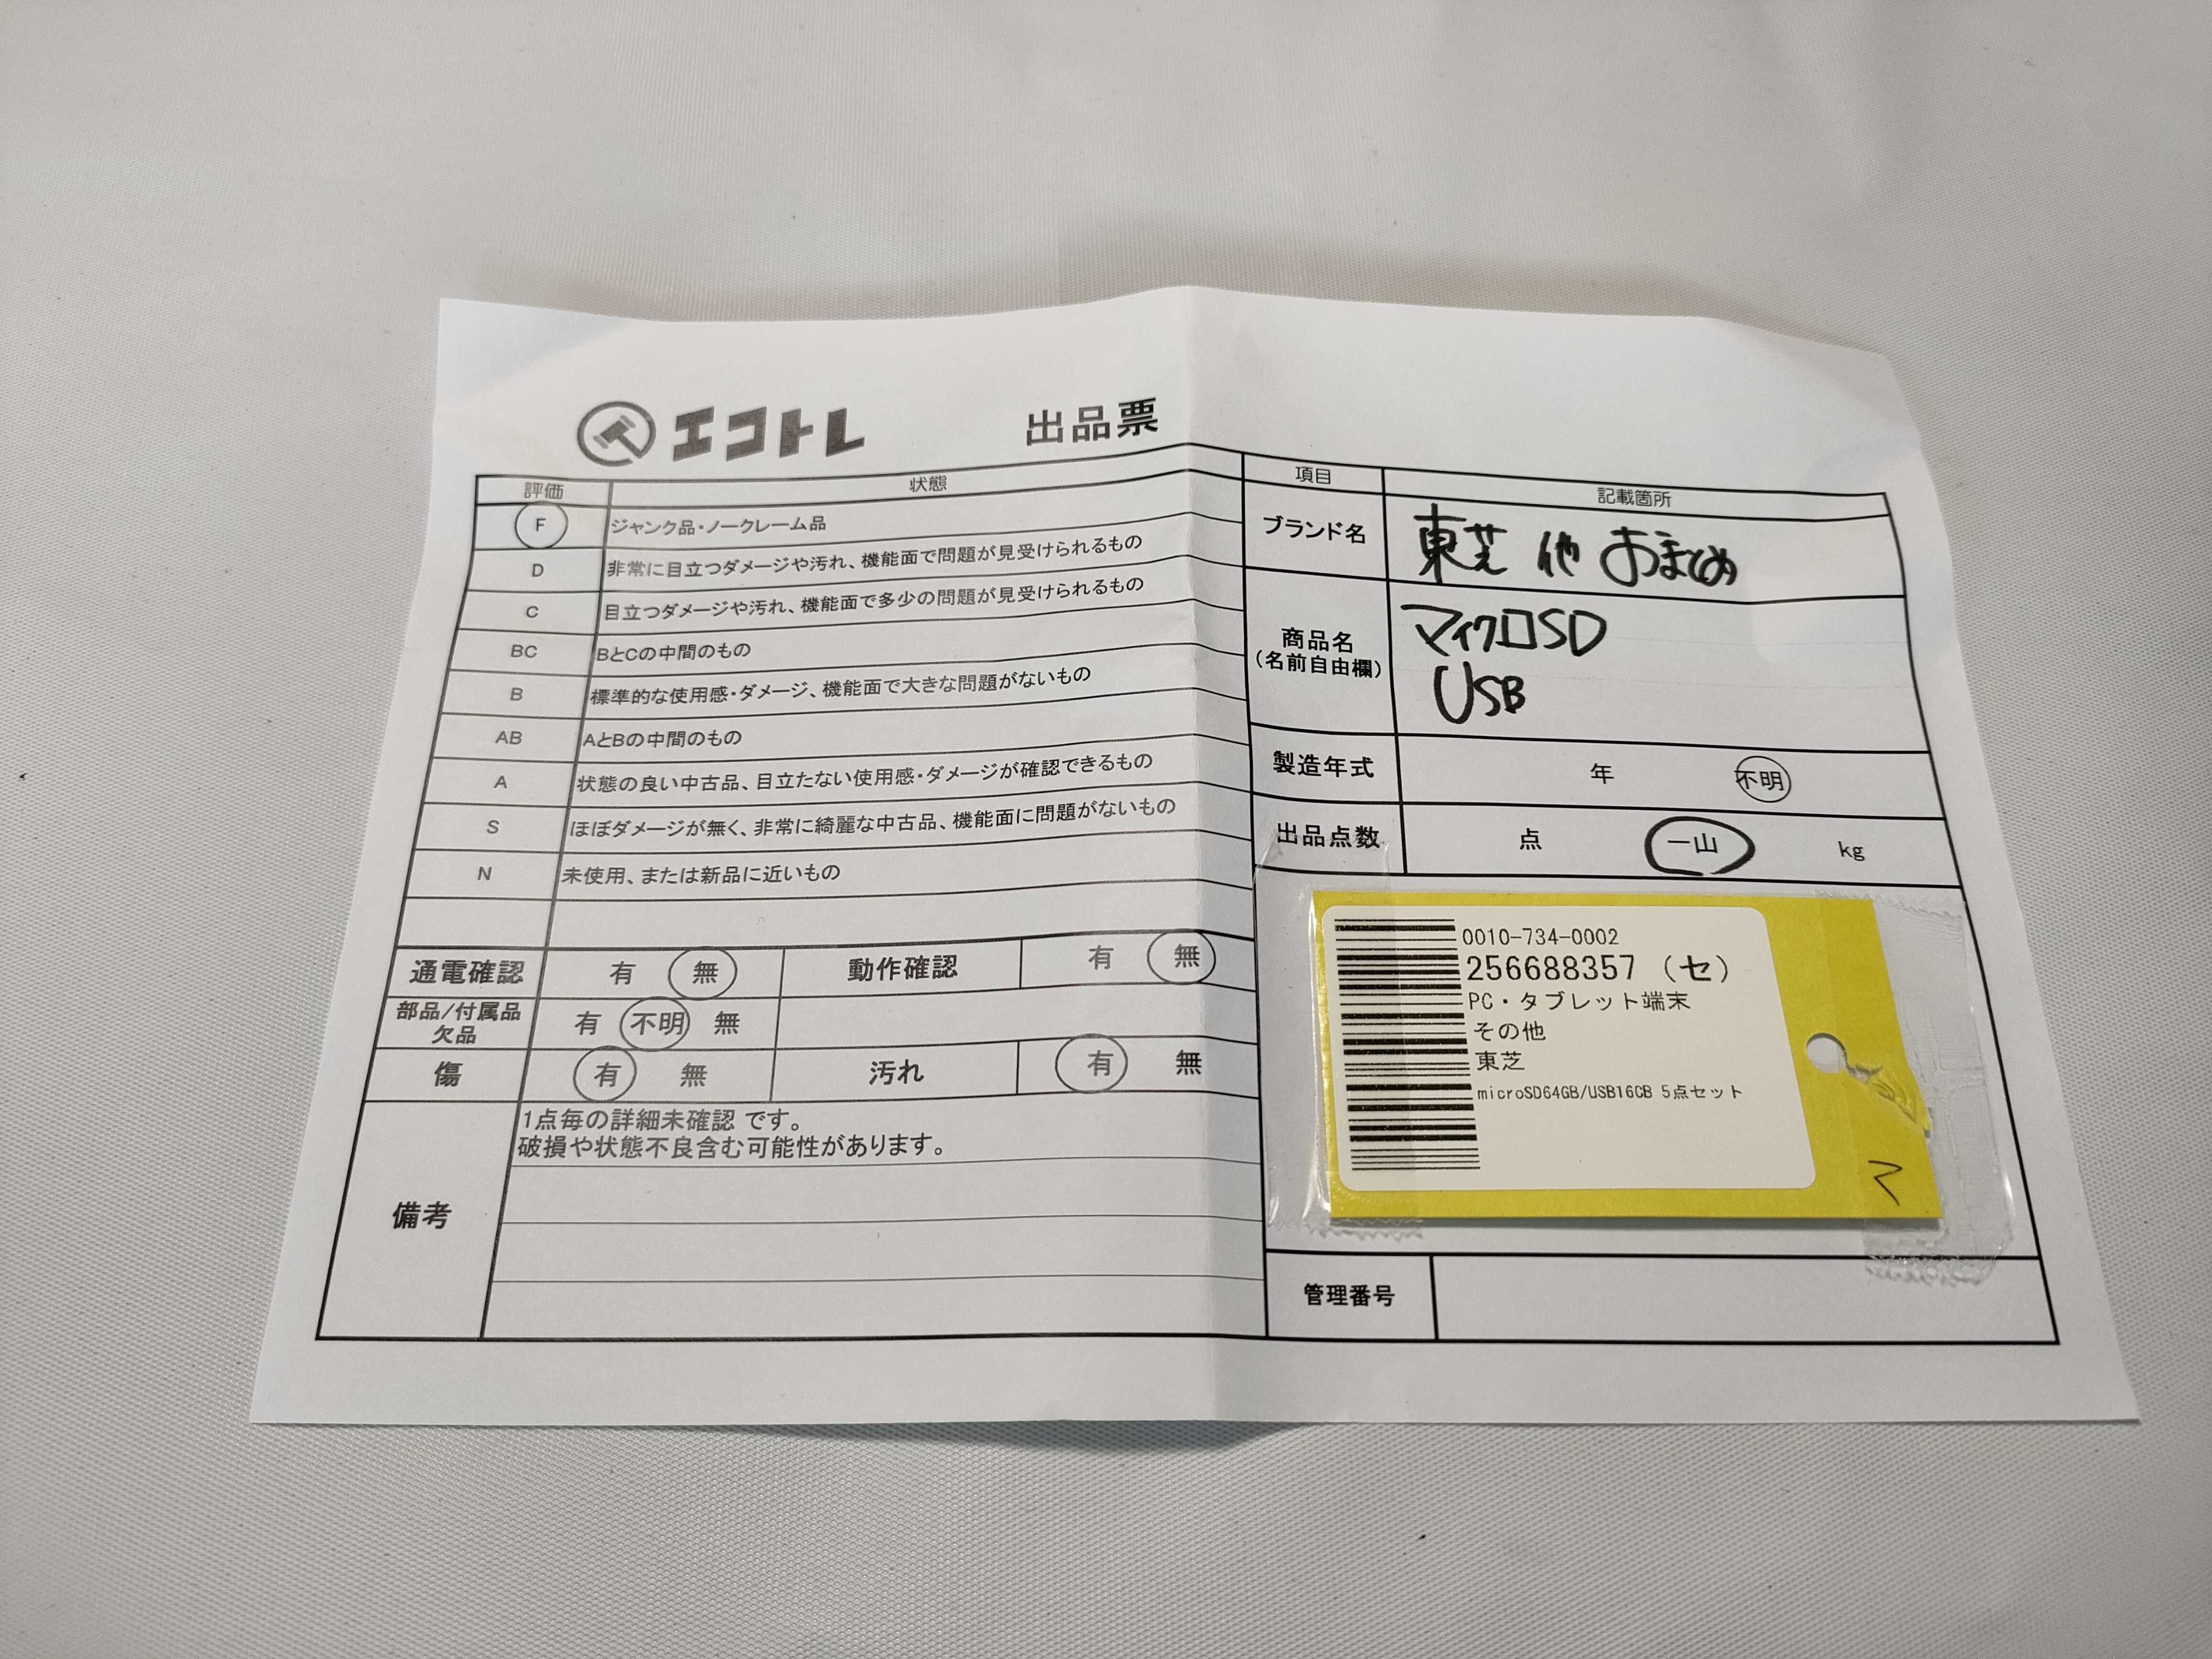 エコトレ 出品票
評価 状態
F ジャンク品・ノークレーム品
D 非常に目立つダメージや汚れ、機能面で問題が見受けられるもの
C 目立つダメージや汚れ、機能面で多少の問題が見受けられるもの
BC BとCの中間のもの
B 標準的な使用感・ダメージ、機能面で大きな問題がないもの
AB AとBの中間のもの
A 状態の良い中古品、目立たない使用感・ダメージが確認できるもの
S ほぼダメージが無く、非常に綺麗な中古品、機能面に問題がないもの
N 未使用、または新品に近いもの
通電確認 有 無 動作確認 有 無
部品/付属品
欠品 有 不明 無
傷 有 無 汚れ 有 無
備考
1点毎の詳細未確認 です。
破損や状態不良含む可能性があります。
項目 記載箇所
ブランド名 東芝 他 おまとめ
商品名
(名前自由欄)
マイクロSD
USB
製造年式 年 不明
出品点数 点 一山 kg
0010-734-0002
256688357 (セ)
PC・タブレット端末
その他
東芝
microSD64GB/USB16GB 5点セット
管理番号